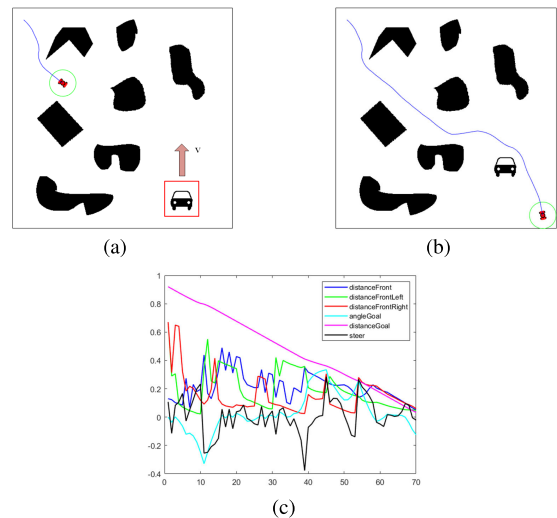 v
(a)
(b)
1
0.8
0.6
0.4
0.2
0
-0.2
-0.4
distanceFront
distanceFrontLeft
distanceFrontRight
angleGoal
distanceGoal
steer
0 10 20 30 40 50 60 70
(c)